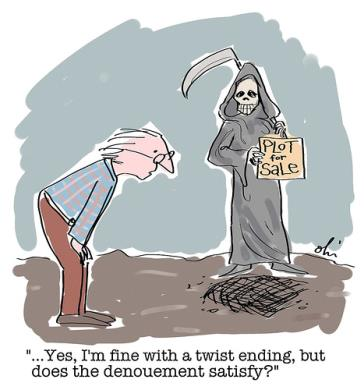 PLOT
for
Sale
ohi
"...Yes, I'm fine with a twist ending, but
does the denouement satisfy?"